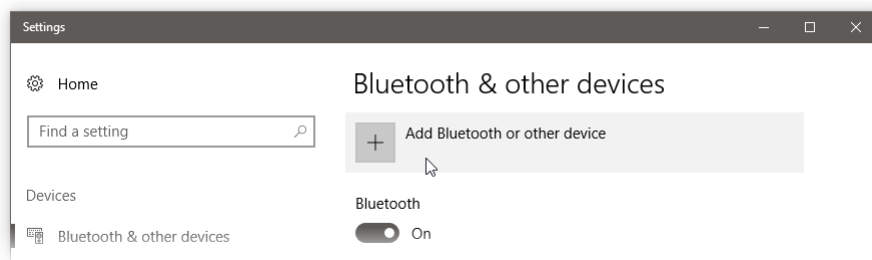 Settings
Home
Bluetooth & other devices
Find a setting
Add Bluetooth or other device
Devices
Bluetooth
On
Bluetooth & other devices